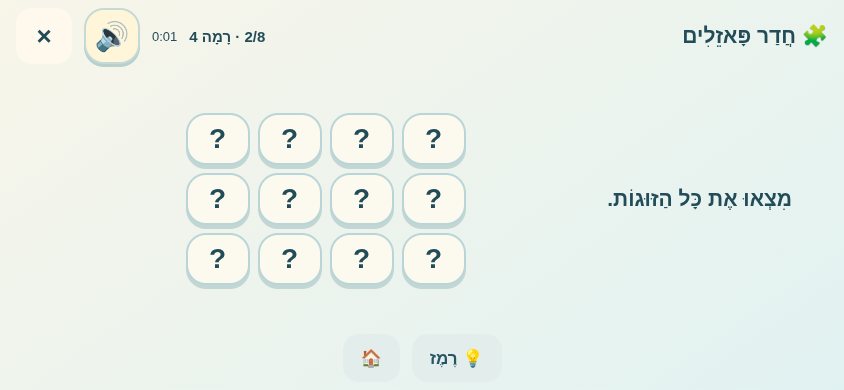 🧩 חֲדַר פָּאזֵלִים
רָמָה 4 · 2/8
0:01
✕
מִצְאוּ אֶת כָּל הַזּוּגוֹת.
? ? ? ?
? ? ? ?
? ? ? ?
💡 רֶמֶז